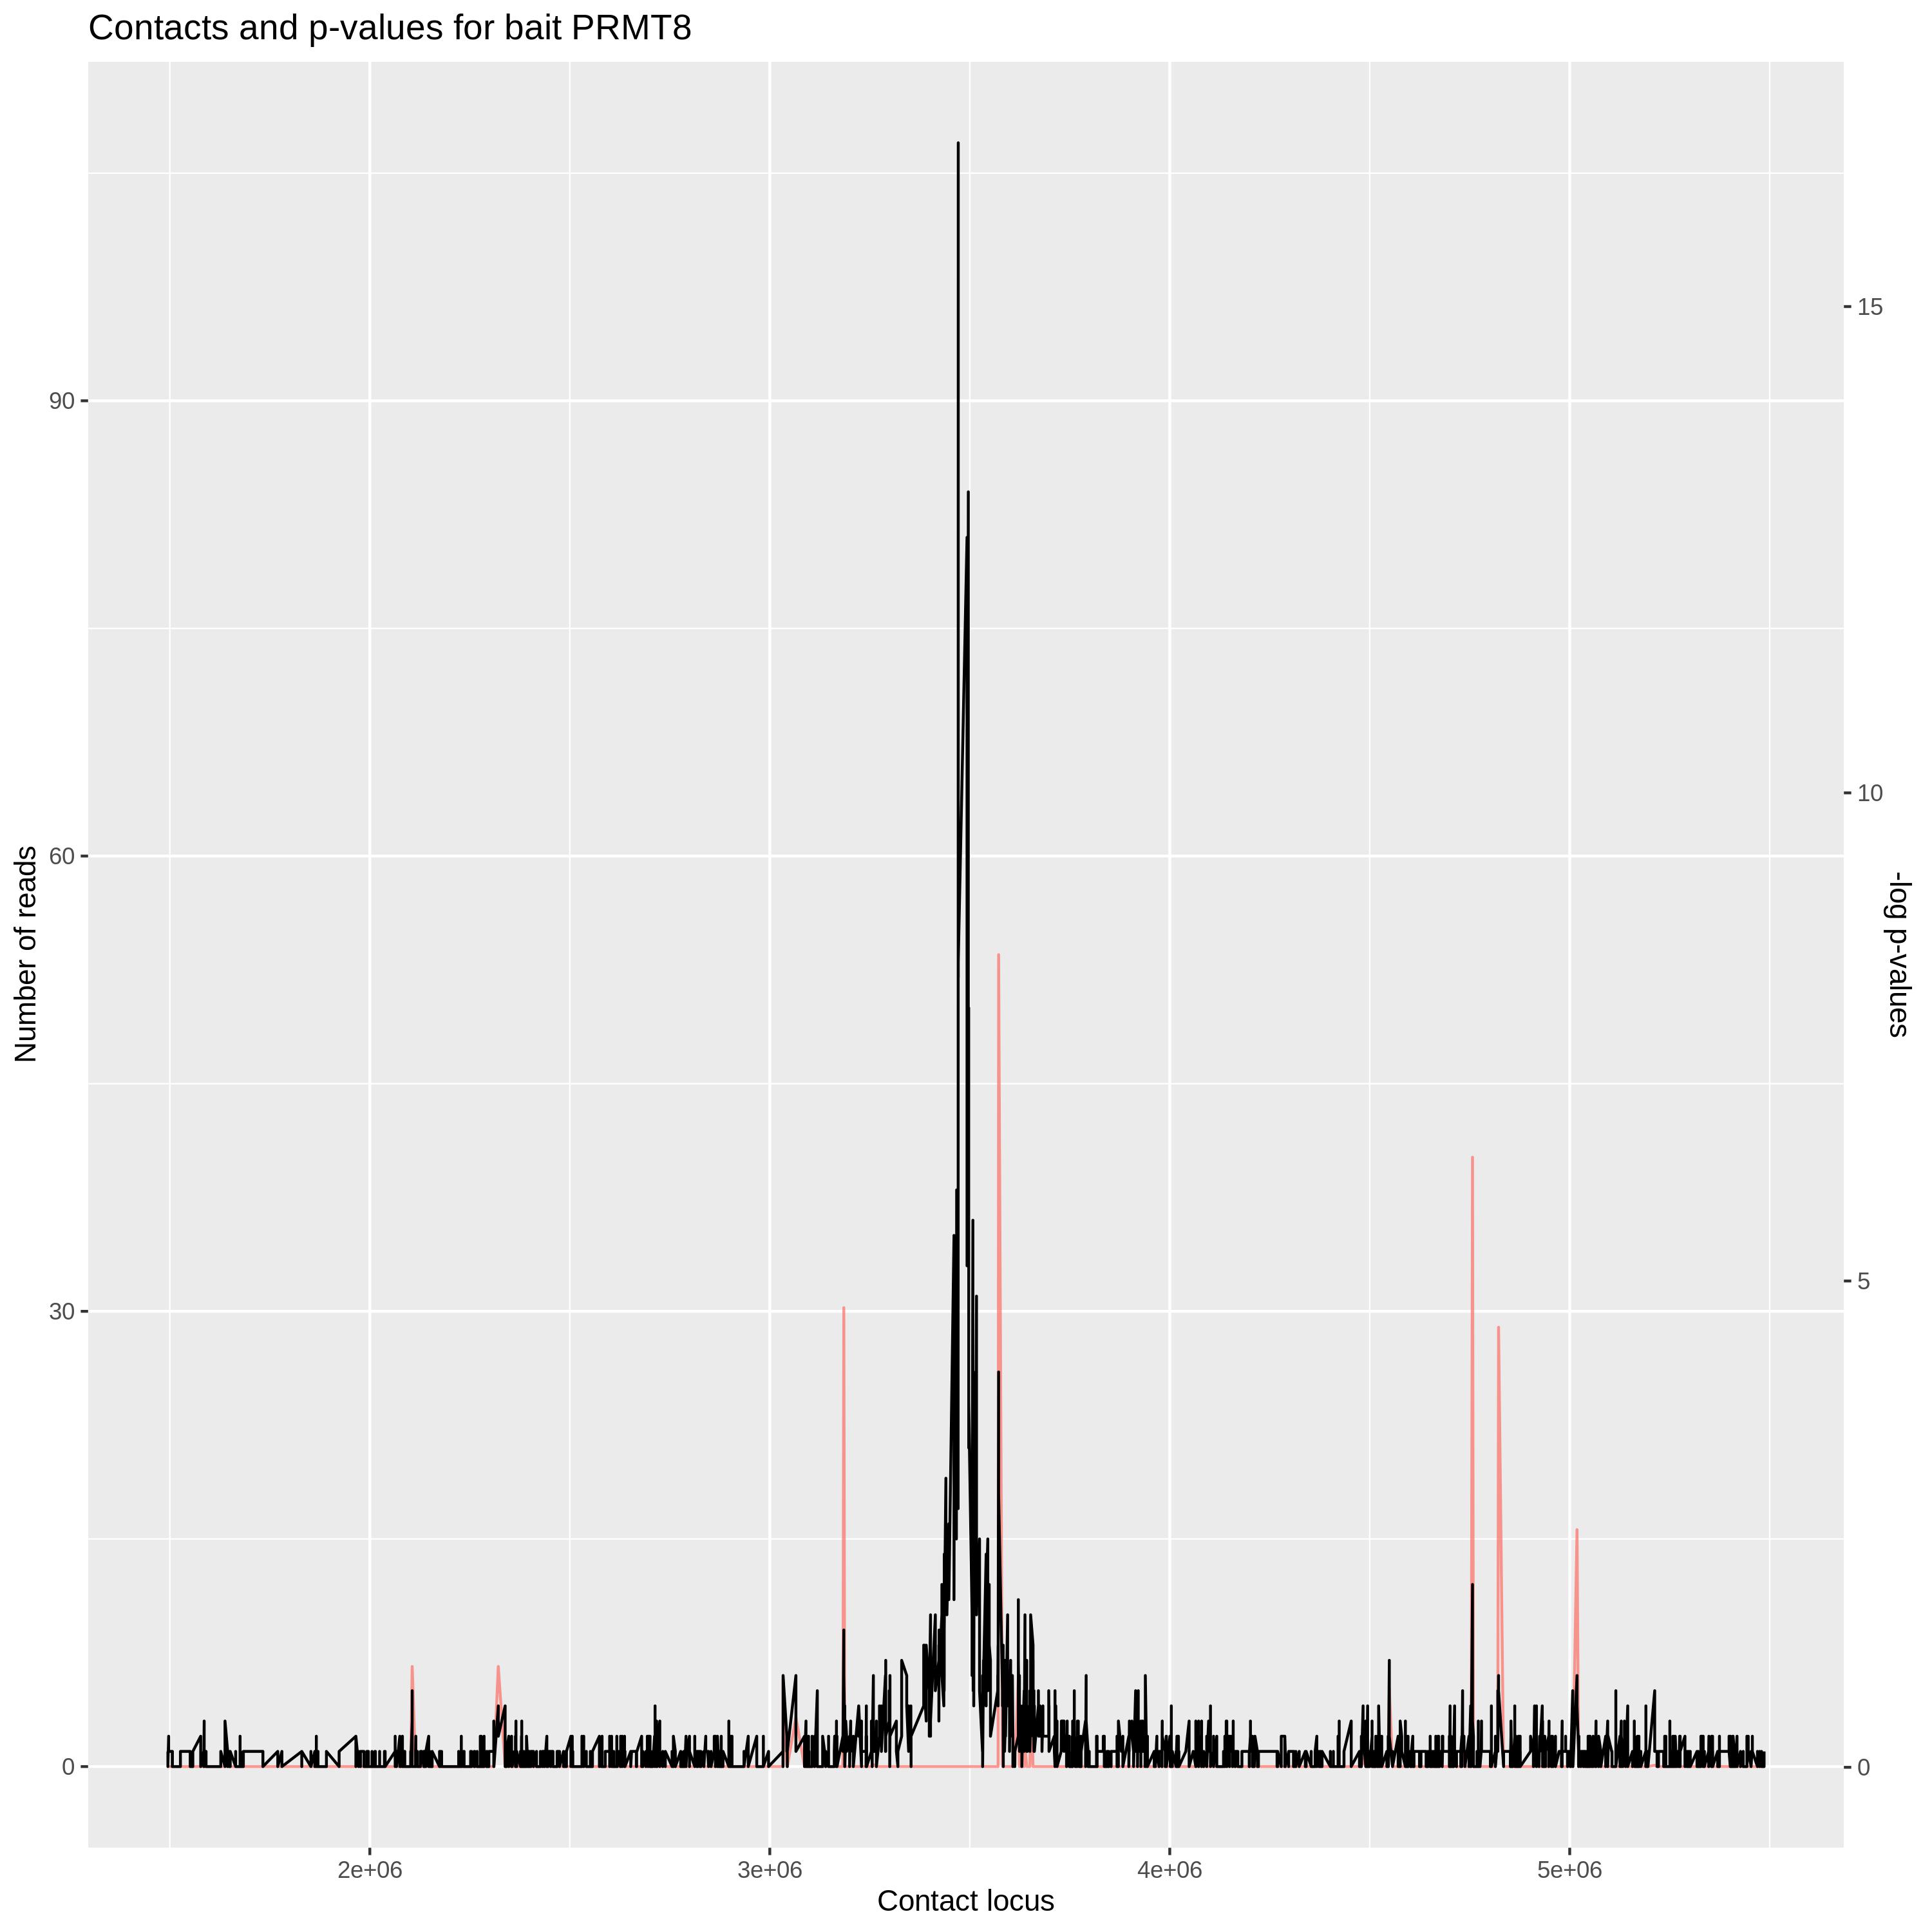 Contacts and p-values for bait PRMT8
Number of reads
90
60
30
0
15
10
5
0
-log p-values
2e+06 3e+06 4e+06 5e+06
Contact locus